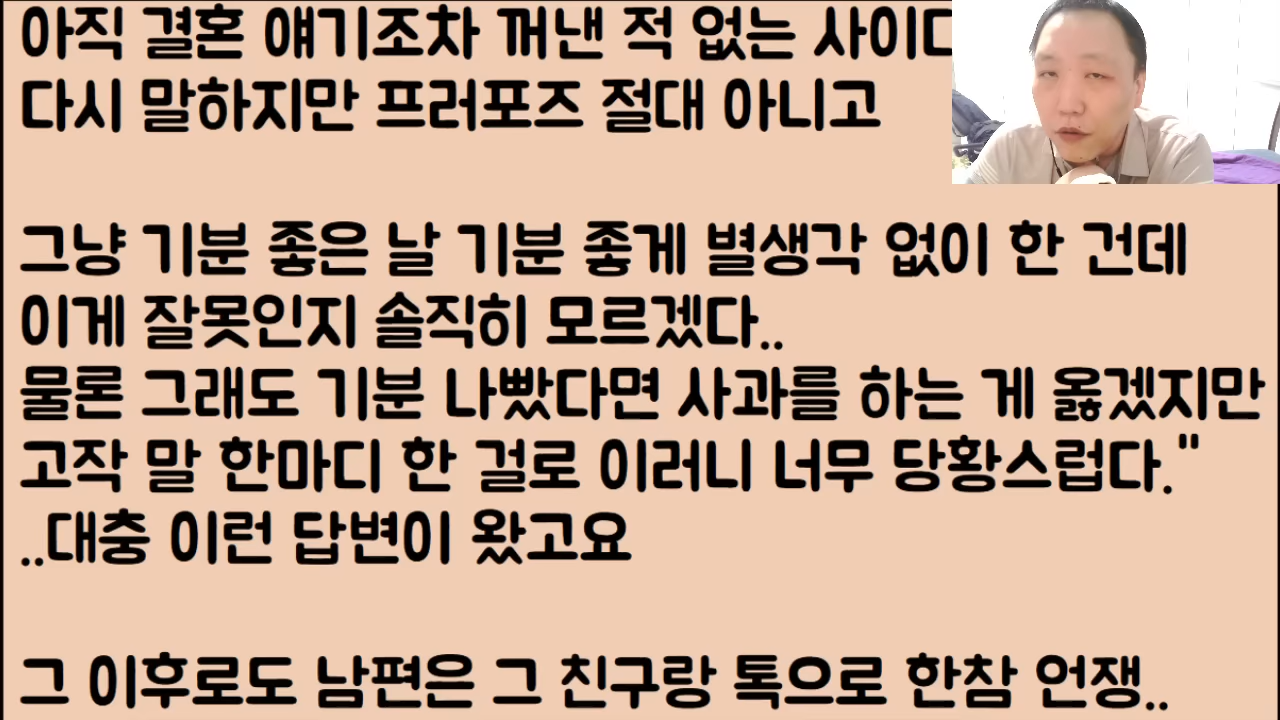 아직 결혼 얘기조차 꺼낸 적 없는 사이다
다시 말하지만 프러포즈 절대 아니고
그냥 기분 좋은 날 기분 좋게 별생각 없이 한 건데
이게 잘못인지 솔직히 모르겠다..
물론 그래도 기분 나빴다면 사과를 하는 게 옳겠지만
고작 말 한마디 한 걸로 이러니 너무 당황스럽다."
..대충 이런 답변이 왔고요
그 이후로도 남편은 그 친구랑 톡으로 한참 언쟁..